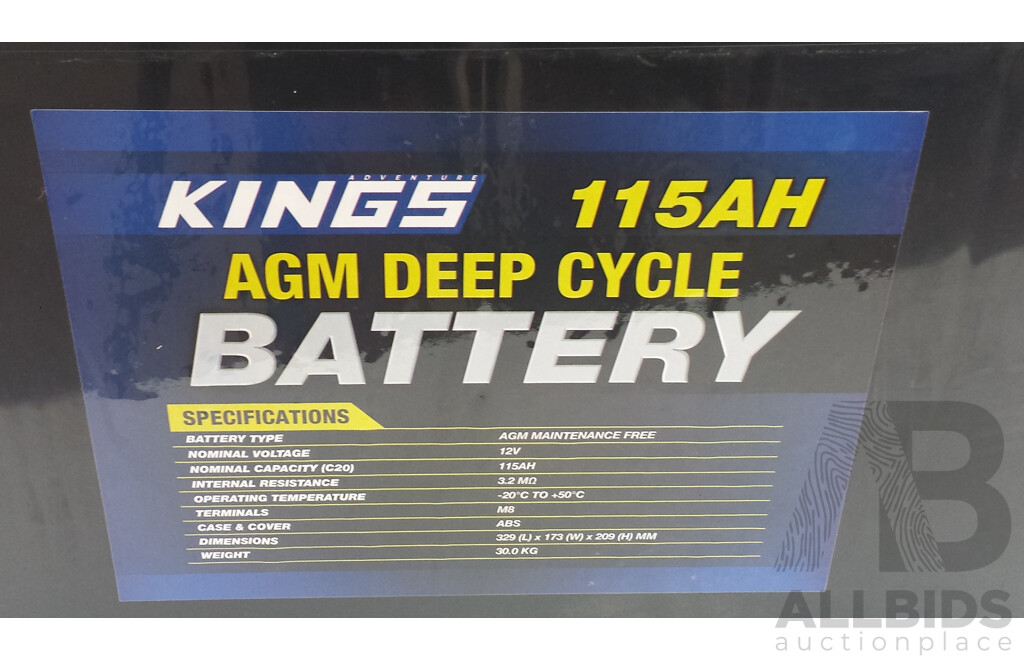 ADVENTURE
KINGS 115AH
AGM DEEP CYCLE
BATTERY
SPECIFICATIONS
BATTERY TYPE AGM MAINTENANCE FREE
NOMINAL VOLTAGE 12V
NOMINAL CAPACITY (C20) 115AH
INTERNAL RESISTANCE 3.2 MΩ
OPERATING TEMPERATURE -20°C TO +50°C
TERMINALS M8
CASE & COVER ABS
DIMENSIONS 329 (L) x 173 (W) x 209 (H) MM
WEIGHT 30.0 KG
B
ALLBIDS
auctionplace